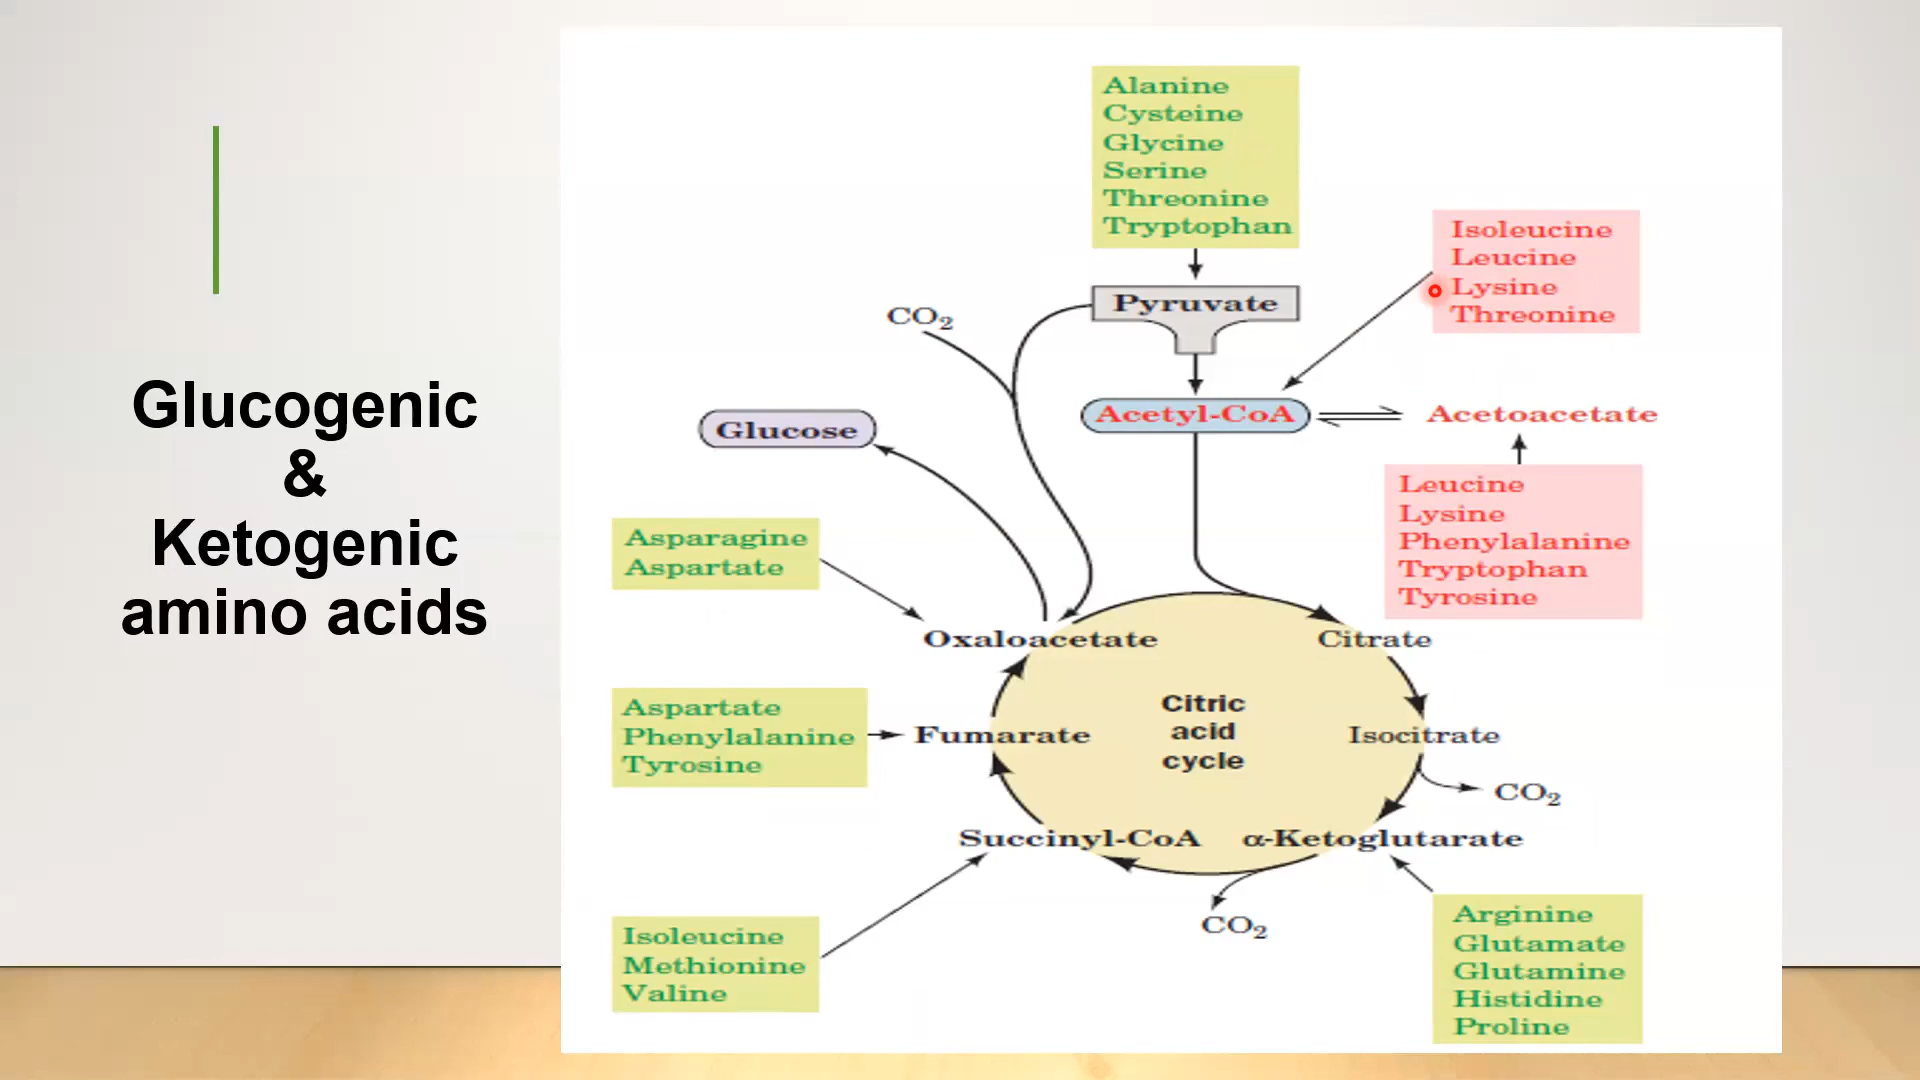 Glucogenic
&
Ketogenic
amino acids
Alanine
Cysteine
Glycine
Serine
Threonine
Tryptophan
Pyruvate
CO₂
Isoleucine
Leucine
Lysine
Threonine
Glucose
Acetyl-CoA
Acetoacetate
Leucine
Lysine
Phenylalanine
Tryptophan
Tyrosine
Asparagine
Aspartate
Oxaloacetate
Citrate
Aspartate
Phenylalanine
Tyrosine
Fumarate
Citric
acid
cycle
Isocitrate
CO₂
Succinyl-CoA
α-Ketoglutarate
CO₂
Isoleucine
Methionine
Valine
Arginine
Glutamate
Glutamine
Histidine
Proline